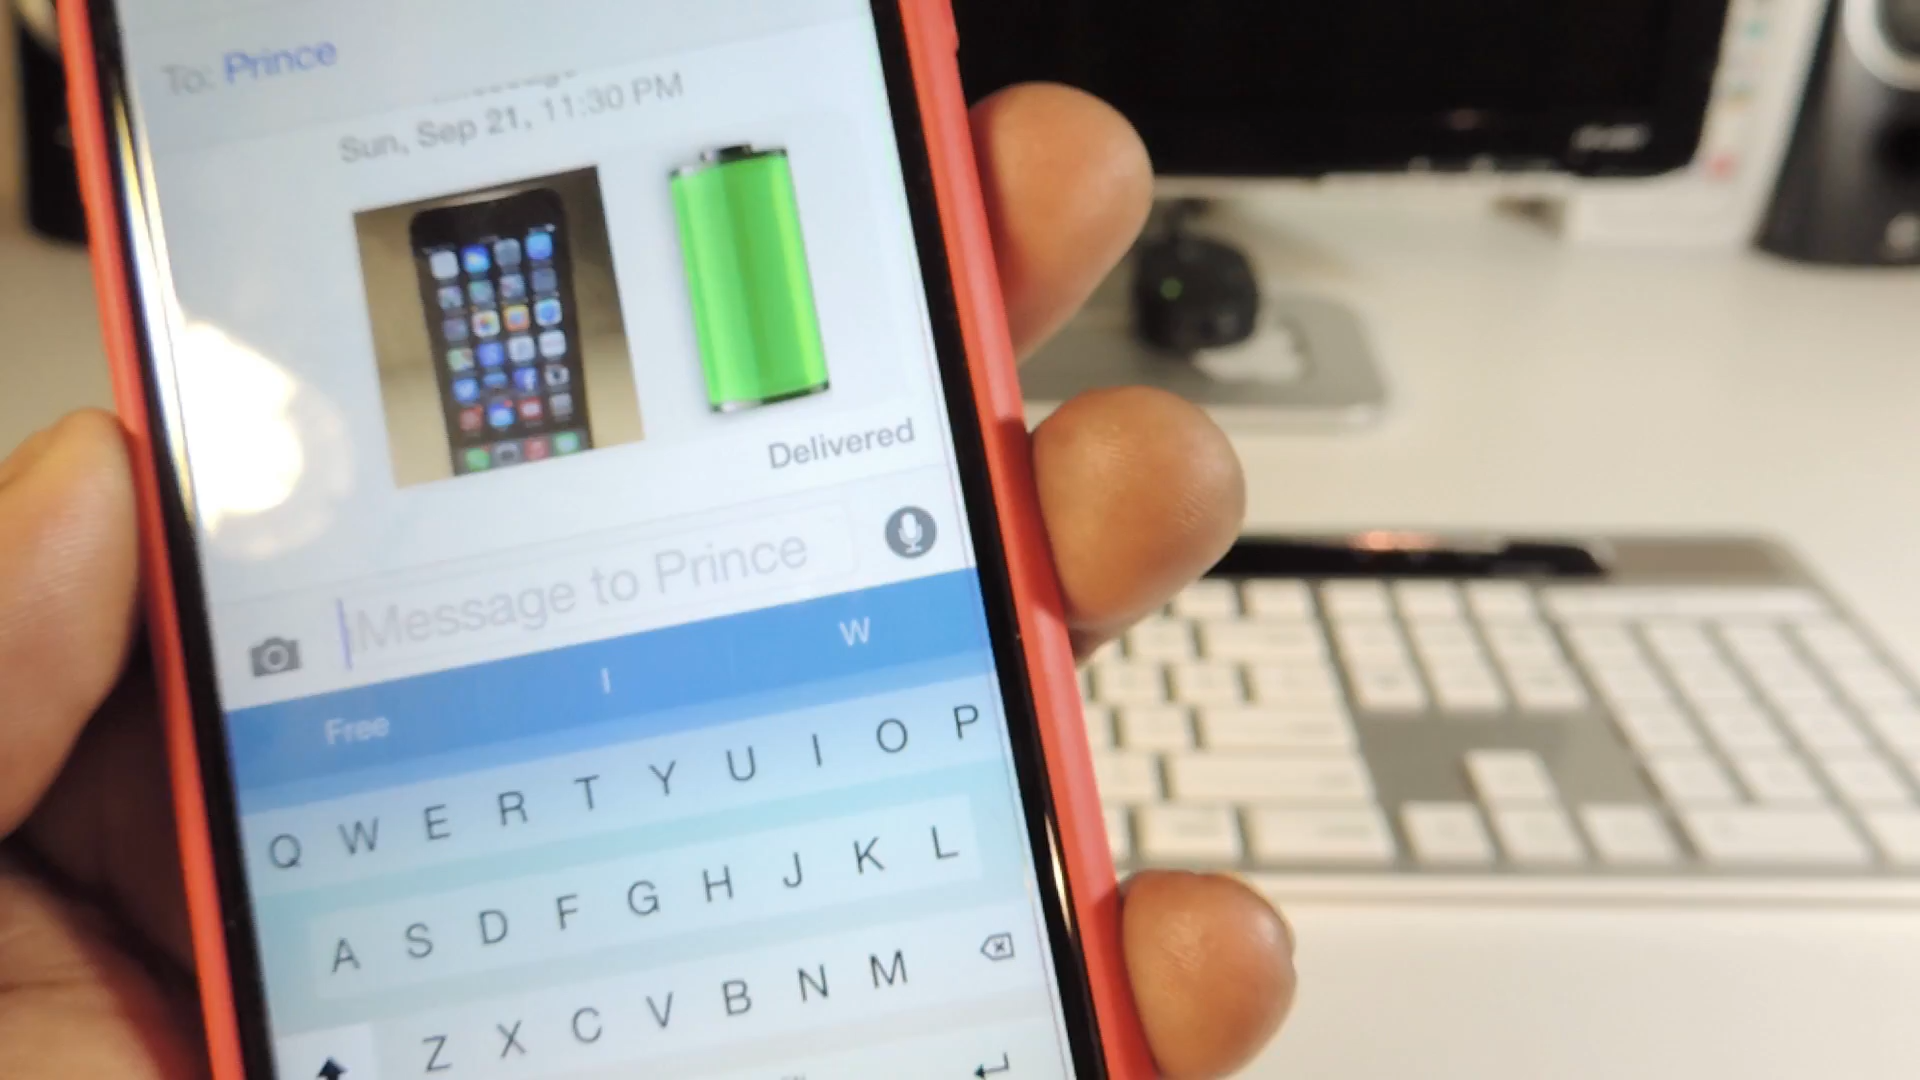 To: Prince
Sun, Sep 21, 11:30 PM
Delivered
Message to Prince
Free
I
W
Q W E R T Y U I O P
A S D F G H J K L
Z X C V B N M